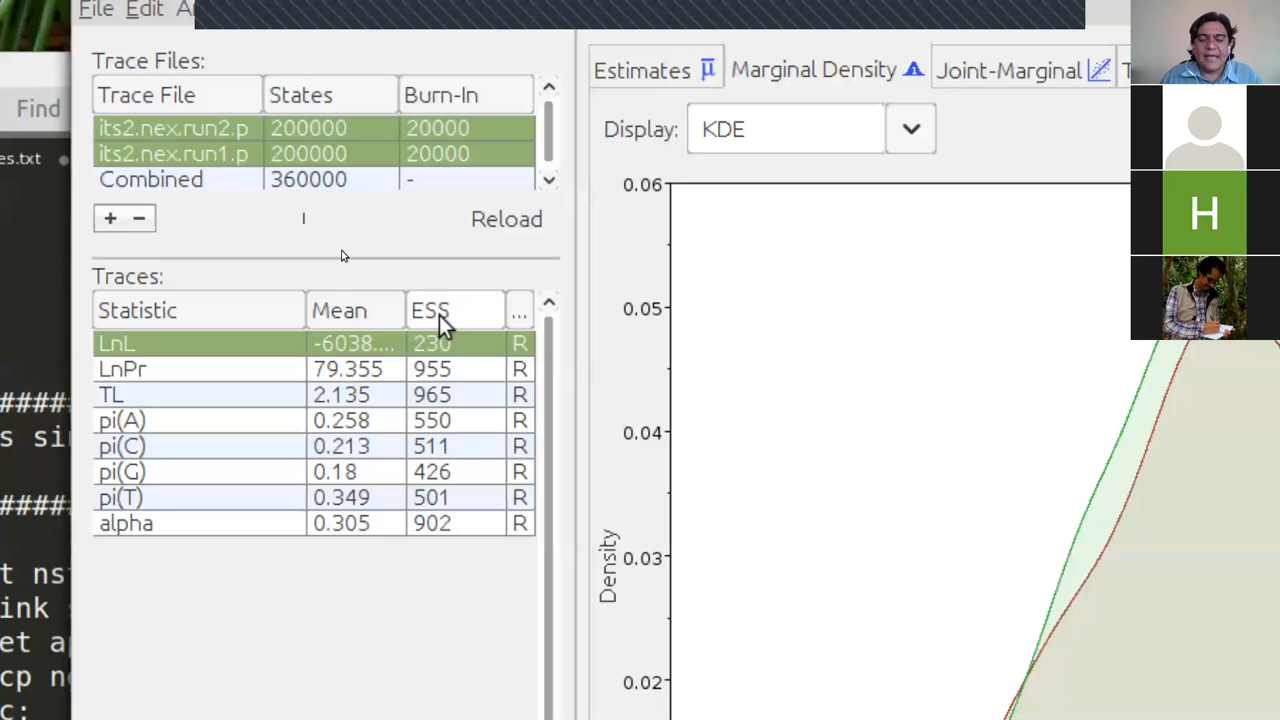 File Edit
Trace Files:
Trace File States Burn-In
its2.nex.run2.p 200000 20000
its2.nex.run1.p 200000 20000
Combined 360000 -
+ - Reload
Traces:
Statistic Mean ESS ...
LnL -6038.... 230 R
LnPr 79.355 955 R
TL 2.135 965 R
pi(A) 0.258 550 R
pi(C) 0.213 511 R
pi(G) 0.18 426 R
pi(T) 0.349 501 R
alpha 0.305 902 R
Estimates Marginal Density Joint-Marginal
Display: KDE
0.06
0.05
0.04
0.03
0.02
Density
H
Find
es.txt
#####
s si
#####
t ns
ink
et a
cp n
c: